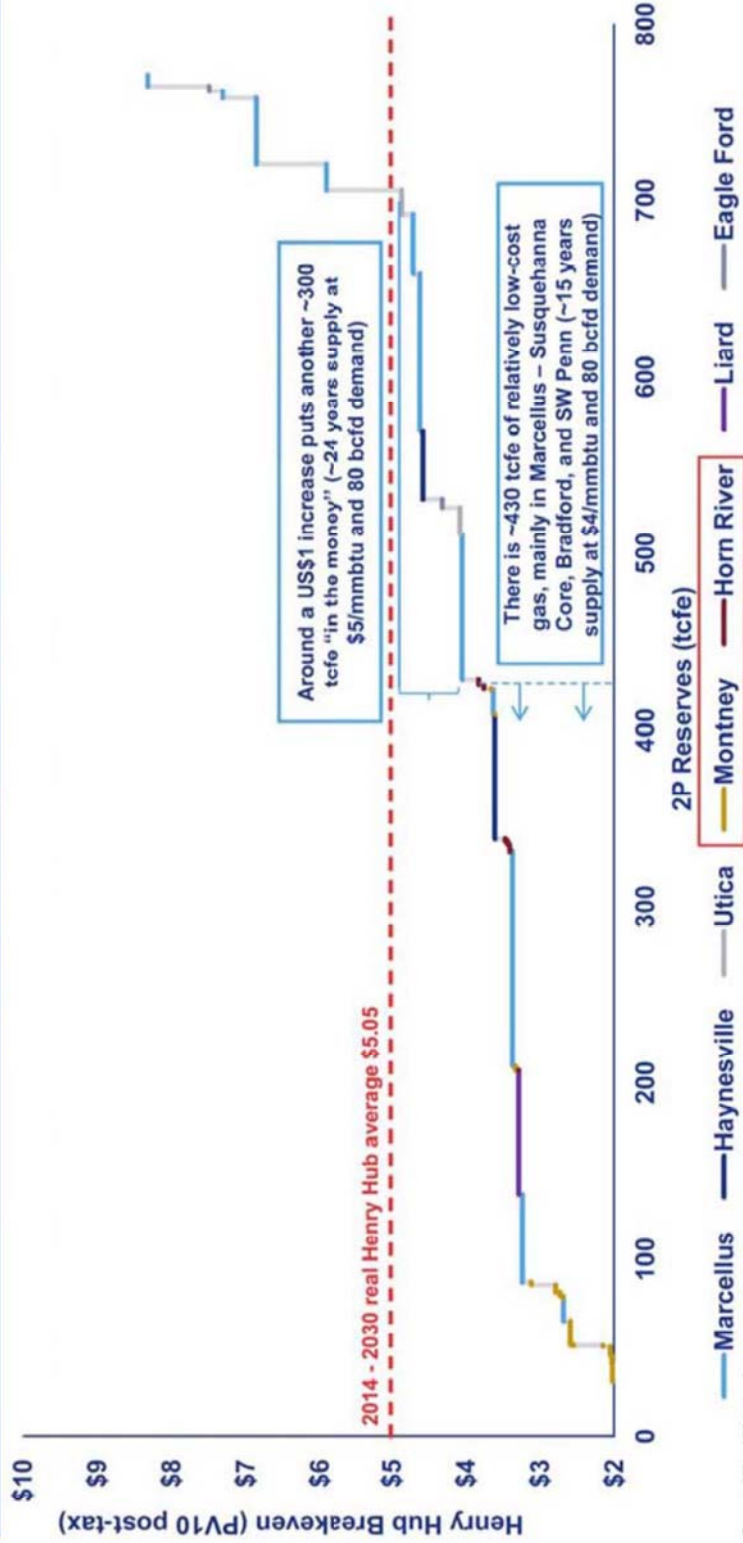 $10
$9
$8
$7
$6
$5
$4
$3
$2
Henry Hub Breakeven (PV10 post-tax)
2014 - 2030 real Henry Hub average $5.05
Around a US$1 increase puts another ~300
tcfe "in the money" (~24 years supply at
$5/mmbtu and 80 bcfd demand)
There is ~430 tcfe of relatively low-cost
gas, mainly in Marcellus – Susquehanna
Core, Bradford, and SW Penn (~15 years
supply at $4/mmbtu and 80 bcfd demand)
0 100 200 300 400 500 600 700 800
2P Reserves (tcfe)
Marcellus Haynesville Utica Montney Horn River Liard Eagle Ford